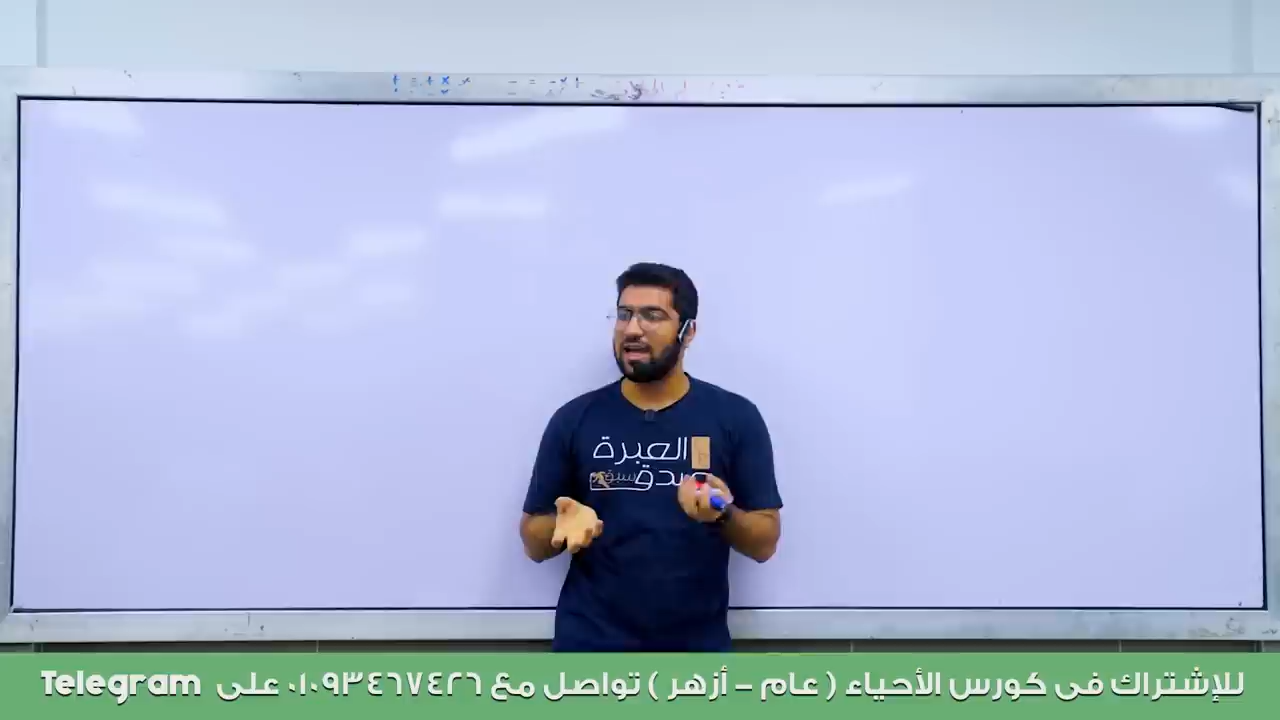 العبرة
للإشتراك فى كورس الأحياء ( عام - أزهر ) تواصل مع ٠١٠٩٣٤٦٧٤٢٦ على Telegram